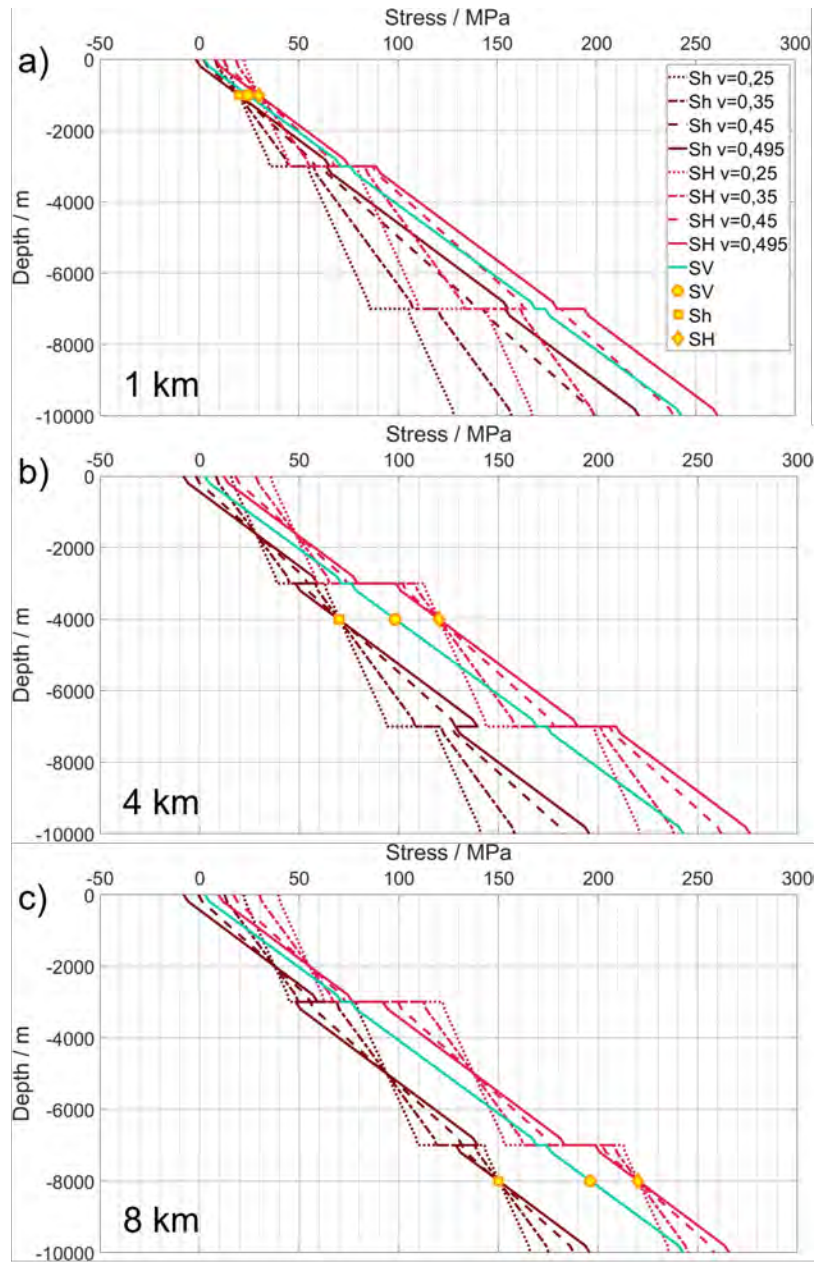 Stress / MPa
-50 0 50 100 150 200 250 300
a)
0
-2000
-4000
-6000
-8000
-10000
Depth / m
Sh v=0,25
Sh v=0,35
Sh v=0,45
Sh v=0,495
SH v=0,25
SH v=0,35
SH v=0,45
SH v=0,495
SV
SV
Sh
SH
1 km
Stress / MPa
-50 0 50 100 150 200 250 300
b)
0
-2000
-4000
-6000
-8000
-10000
Depth / m
4 km
Stress / MPa
-50 0 50 100 150 200 250 300
c)
0
-2000
-4000
-6000
-8000
-10000
Depth / m
8 km